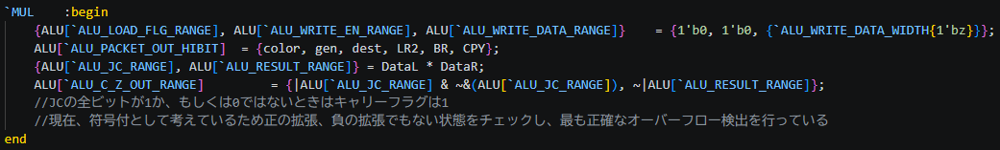 `MUL    :begin
    {ALU[`ALU_LOAD_FLG_RANGE], ALU[`ALU_WRITE_EN_RANGE], ALU[`ALU_WRITE_DATA_RANGE]}    = {1'b0, 1'b0, {`ALU_WRITE_DATA_WIDTH{1'bz}}};
    ALU[`ALU_PACKET_OUT_HIBIT]  = {color, gen, dest, LR2, BR, CPY};
    {ALU[`ALU_JC_RANGE], ALU[`ALU_RESULT_RANGE]} = DataL * DataR;
    ALU[`ALU_C_Z_OUT_RANGE]         = {|ALU[`ALU_JC_RANGE] & ~&(ALU[`ALU_JC_RANGE]), ~|ALU[`ALU_RESULT_RANGE]};
    //JCの全ビットが1か、もしくは0ではないときはキャリーフラグは1
    //現在、符号付として考えているため正の拡張、負の拡張でもない状態をチェックし、最も正確なオーバーフロー検出を行っている
end